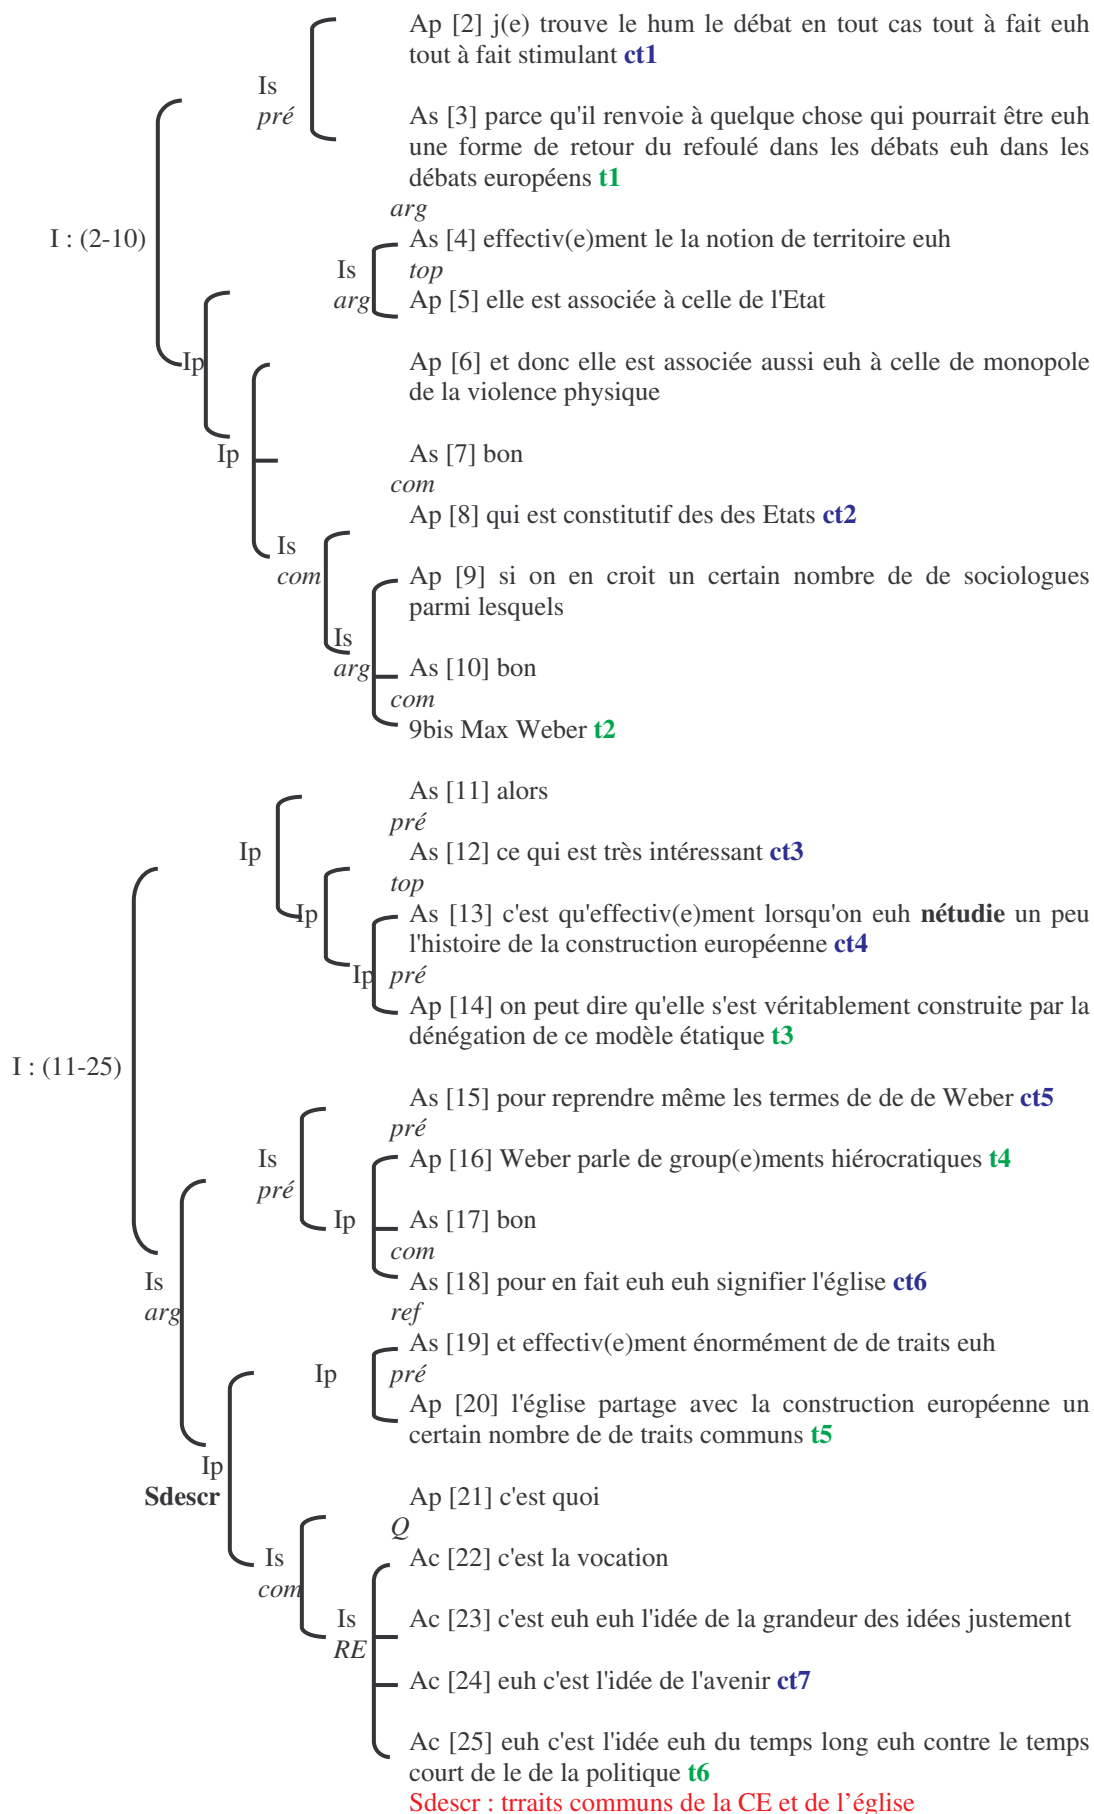 Ap [2] j(e) trouve le hum le débat en tout cas tout à fait euh
tout à fait stimulant ct1
Is
pré
As [3] parce qu'il renvoie à quelque chose qui pourrait être euh
une forme de retour du refoulé dans les débats euh dans les
débats européens t1
arg
I : (2-10)
As [4] effectiv(e)ment le la notion de territoire euh
top
Is
arg
Ap [5] elle est associée à celle de l'Etat
Ip
Ap [6] et donc elle est associée aussi euh à celle de monopole
de la violence physique
Ip
As [7] bon
com
Ap [8] qui est constitutif des des Etats ct2
Is
com
Ap [9] si on en croit un certain nombre de de sociologues
parmi lesquels
Is
arg
As [10] bon
com
9bis Max Weber t2
As [11] alors
pré
Ip
As [12] ce qui est très intéressant ct3
top
Ip
As [13] c'est qu'effectiv(e)ment lorsqu'on euh nétudie un peu
l'histoire de la construction européenne ct4
Ip
pré
Ap [14] on peut dire qu'elle s'est véritablement construite par la
dénégation de ce modèle étatique t3
I : (11-25)
As [15] pour reprendre même les termes de de de Weber ct5
pré
Is
pré
Ap [16] Weber parle de group(e)ments hiérocratiques t4
Ip
As [17] bon
com
As [18] pour en fait euh euh signifier l'église ct6
ref
Is
arg
As [19] et effectiv(e)ment énormément de de traits euh
pré
Ip
Ap [20] l'église partage avec la construction européenne un
certain nombre de de traits communs t5
Ip
Sdescr
Ap [21] c'est quoi
Q
Is
com
Ac [22] c'est la vocation
Is
RE
Ac [23] c'est euh euh l'idée de la grandeur des idées justement
Ac [24] euh c'est l'idée de l'avenir ct7
Ac [25] euh c'est l'idée euh du temps long euh contre le temps
court de le de la politique t6
Sdescr : trraits communs de la CE et de l'église